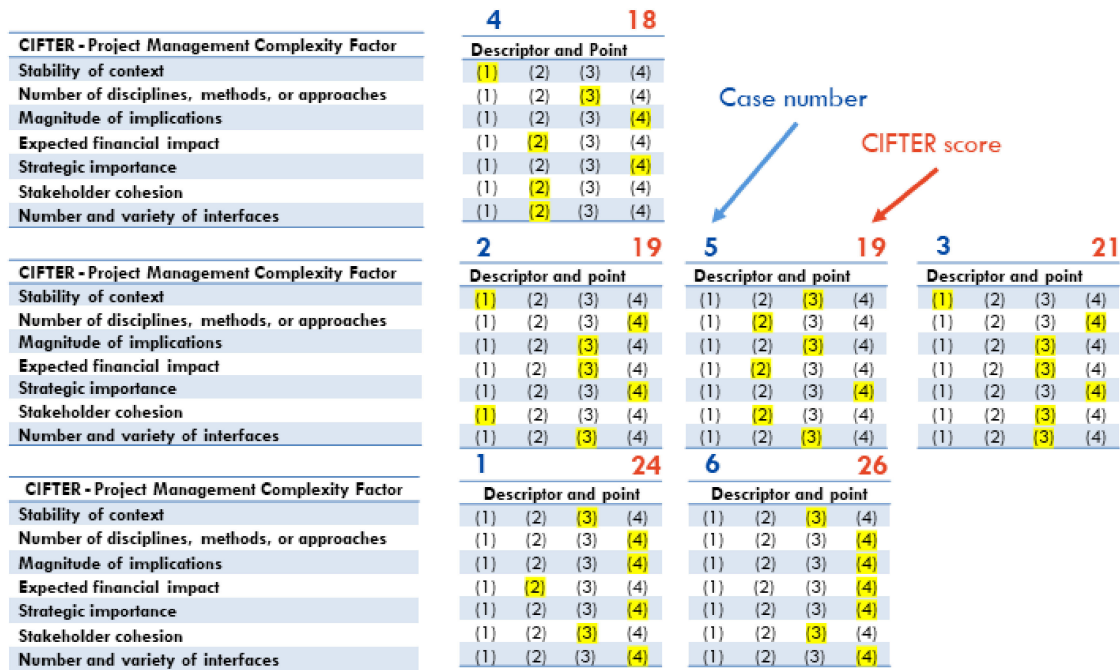 4 18
CIFTER - Project Management Complexity Factor Descriptor and Point
Stability of context (1) (2) (3) (4)
Number of disciplines, methods, or approaches (1) (2) (3) (4)
Magnitude of implications (1) (2) (3) (4)
Expected financial impact (1) (2) (3) (4)
Strategic importance (1) (2) (3) (4)
Stakeholder cohesion (1) (2) (3) (4)
Number and variety of interfaces (1) (2) (3) (4)
Case number
CIFTER score
2 19 5 19 3 21
CIFTER - Project Management Complexity Factor Descriptor and point Descriptor and point Descriptor and point
Stability of context (1) (2) (3) (4) (1) (2) (3) (4) (1) (2) (3) (4)
Number of disciplines, methods, or approaches (1) (2) (3) (4) (1) (2) (3) (4) (1) (2) (3) (4)
Magnitude of implications (1) (2) (3) (4) (1) (2) (3) (4) (1) (2) (3) (4)
Expected financial impact (1) (2) (3) (4) (1) (2) (3) (4) (1) (2) (3) (4)
Strategic importance (1) (2) (3) (4) (1) (2) (3) (4) (1) (2) (3) (4)
Stakeholder cohesion (1) (2) (3) (4) (1) (2) (3) (4) (1) (2) (3) (4)
Number and variety of interfaces (1) (2) (3) (4) (1) (2) (3) (4) (1) (2) (3) (4)
1 24 6 26
CIFTER - Project Management Complexity Factor Descriptor and point Descriptor and point
Stability of context (1) (2) (3) (4) (1) (2) (3) (4)
Number of disciplines, methods, or approaches (1) (2) (3) (4) (1) (2) (3) (4)
Magnitude of implications (1) (2) (3) (4) (1) (2) (3) (4)
Expected financial impact (1) (2) (3) (4) (1) (2) (3) (4)
Strategic importance (1) (2) (3) (4) (1) (2) (3) (4)
Stakeholder cohesion (1) (2) (3) (4) (1) (2) (3) (4)
Number and variety of interfaces (1) (2) (3) (4) (1) (2) (3) (4)